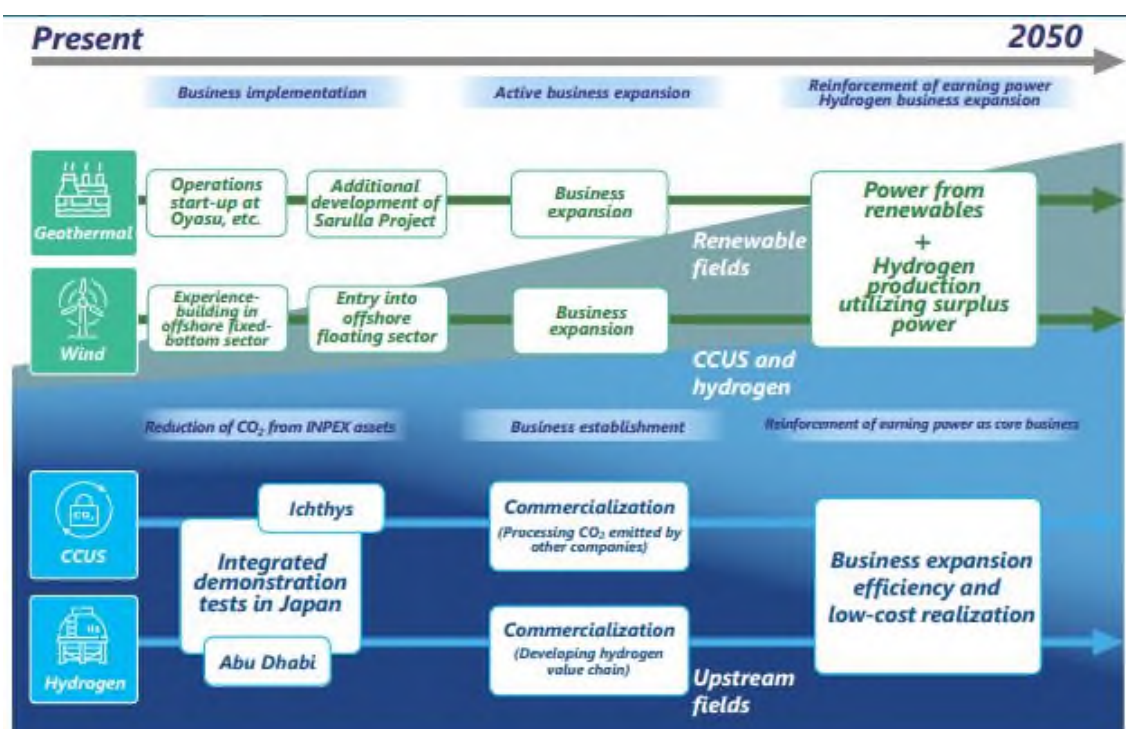 Present
2050
Business implementation
Active business expansion
Reinforcement of earning power
Hydrogen business expansion
Geothermal
Operations
start-up at
Oyasu, etc.
Additional
development of
Sarulla Project
Business
expansion
Power from
renewables
+
Hydrogen
production
utilizing surplus
power
Renewable
fields
Wind
Experience-
building in
offshore fixed-
bottom sector
Entry into
offshore
floating sector
Business
expansion
CCUS and
hydrogen
Reduction of CO₂ from INPEX assets
Business establishment
Reinforcement of earning power as core business
CO₂
CCUS
Ichthys
Integrated
demonstration
tests in Japan
Abu Dhabi
Commercialization
(Processing CO₂ emitted by
other companies)
Business expansion
efficiency and
low-cost realization
Hydrogen
Commercialization
(Developing hydrogen
value chain)
Upstream
fields